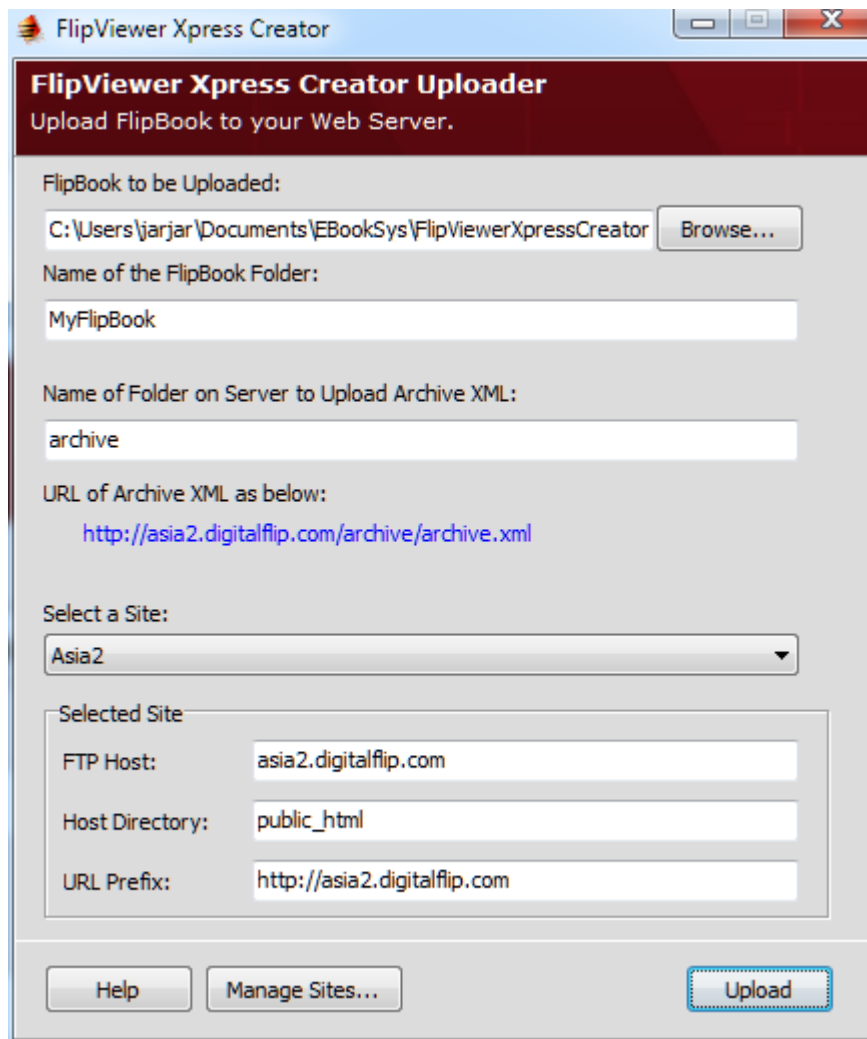 FlipViewer Xpress Creator
FlipViewer Xpress Creator Uploader
Upload FlipBook to your Web Server.
FlipBook to be Uploaded:
C:\Users\jarjar\Documents\EBookSys\FlipViewerXpressCreator Browse...
Name of the FlipBook Folder:
MyFlipBook
Name of Folder on Server to Upload Archive XML:
archive
URL of Archive XML as below:
http://asia2.digitalflip.com/archive/archive.xml
Select a Site:
Asia2
Selected Site
FTP Host: asia2.digitalflip.com
Host Directory: public_html
URL Prefix: http://asia2.digitalflip.com
Help Manage Sites... Upload